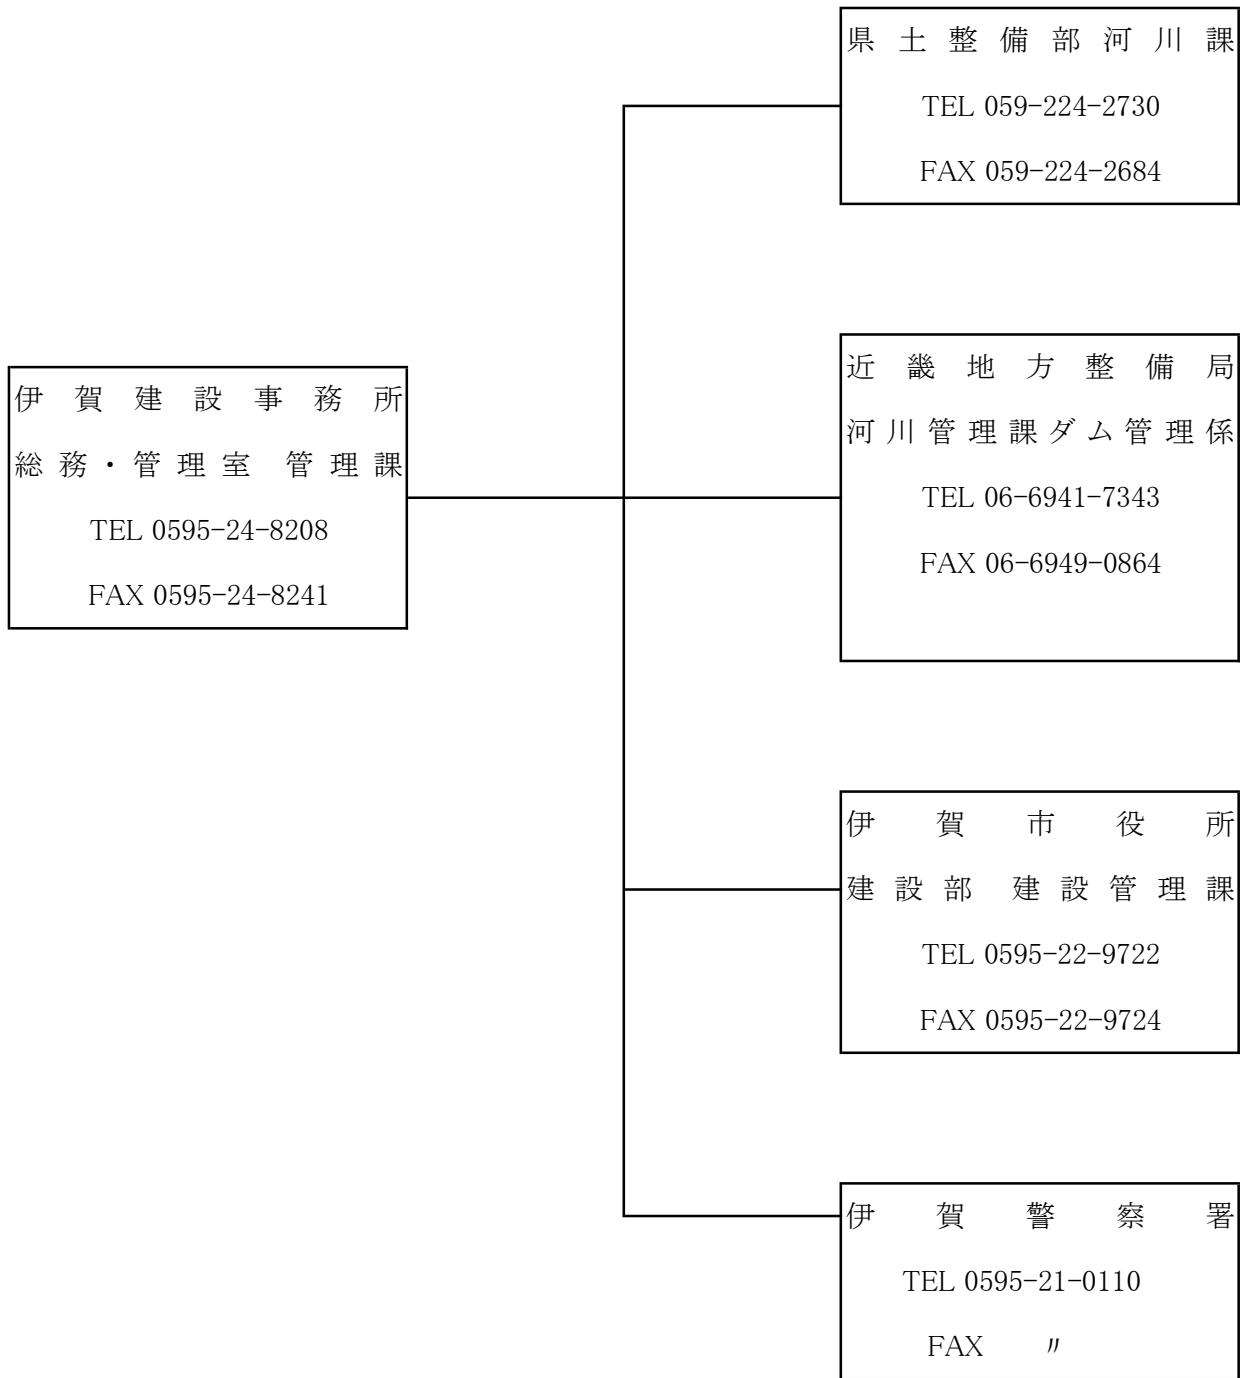 伊賀建設事務所
総務・管理室 管理課
TEL 0595-24-8208
FAX 0595-24-8241
県土整備部河川課
TEL 059-224-2730
FAX 059-224-2684
近畿地方整備局
河川管理課ダム管理係
TEL 06-6941-7343
FAX 06-6949-0864
伊賀市役所
建設部 建設管理課
TEL 0595-22-9722
FAX 0595-22-9724
伊賀警察署
TEL 0595-21-0110
FAX 〃